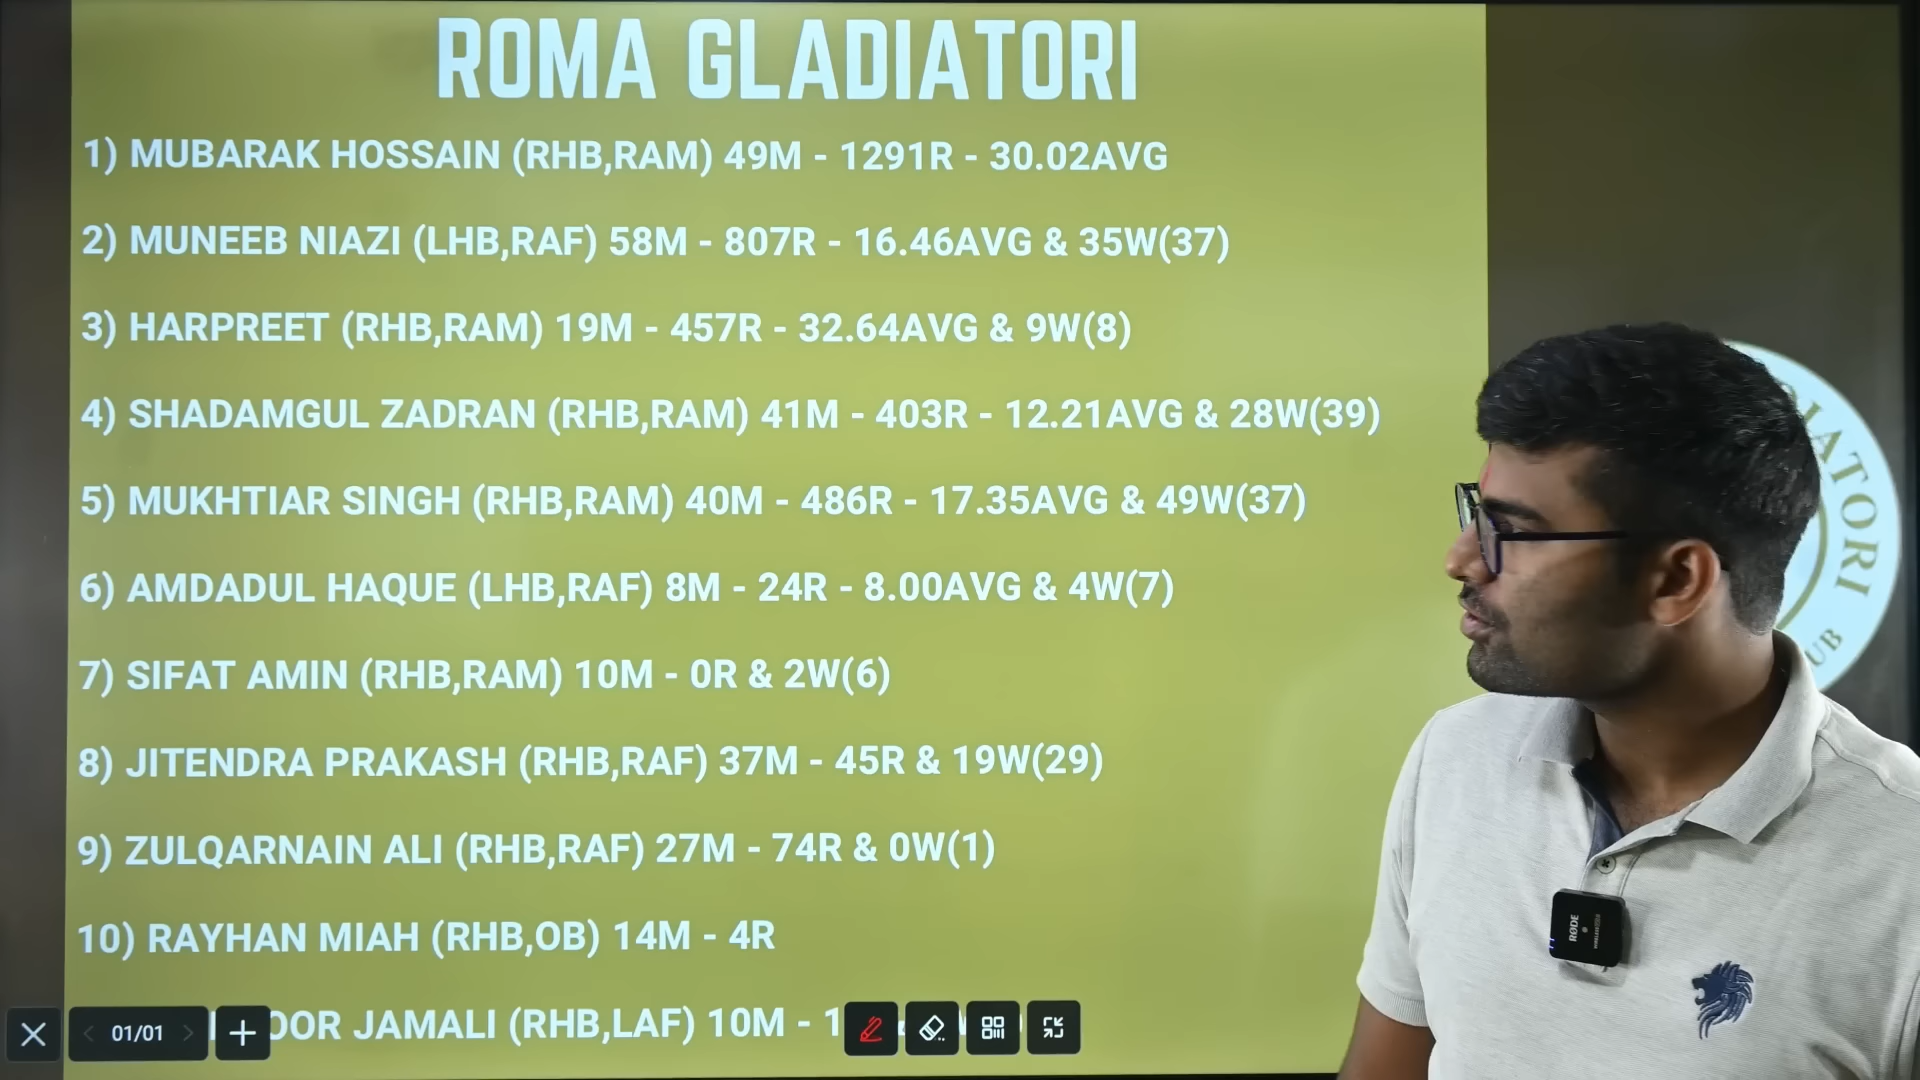 ROMA GLADIATORI
1) MUBARAK HOSSAIN (RHB,RAM) 49M - 1291R - 30.02AVG
2) MUNEEB NIAZI (LHB,RAF) 58M - 807R - 16.46AVG & 35W(37)
3) HARPREET (RHB,RAM) 19M - 457R - 32.64AVG & 9W(8)
4) SHADAMGUL ZADRAN (RHB,RAM) 41M - 403R - 12.21AVG & 28W(39)
5) MUKHTIAR SINGH (RHB,RAM) 40M - 486R - 17.35AVG & 49W(37)
6) AMDADUL HAQUE (LHB,RAF) 8M - 24R - 8.00AVG & 4W(7)
7) SIFAT AMIN (RHB,RAM) 10M - 0R & 2W(6)
8) JITENDRA PRAKASH (RHB,RAF) 37M - 45R & 19W(29)
9) ZULQARNAIN ALI (RHB,RAF) 27M - 74R & 0W(1)
10) RAYHAN MIAH (RHB,OB) 14M - 4R
JAMALI (RHB,LAF) 10M -
01/01
RØDE